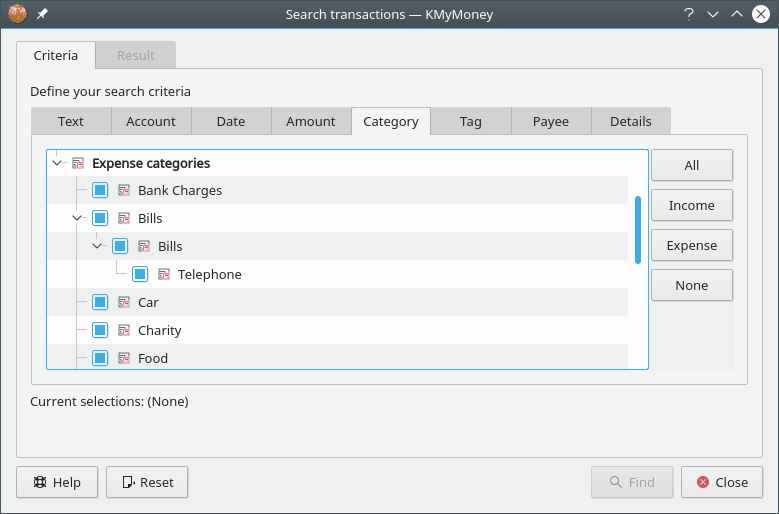 Search transactions — KMyMoney
Criteria
Result
Define your search criteria
Text
Account
Date
Amount
Category
Tag
Payee
Details
Expense categories
Bank Charges
Bills
Bills
Telephone
Car
Charity
Food
All
Income
Expense
None
Current selections: (None)
Help
Reset
Find
Close